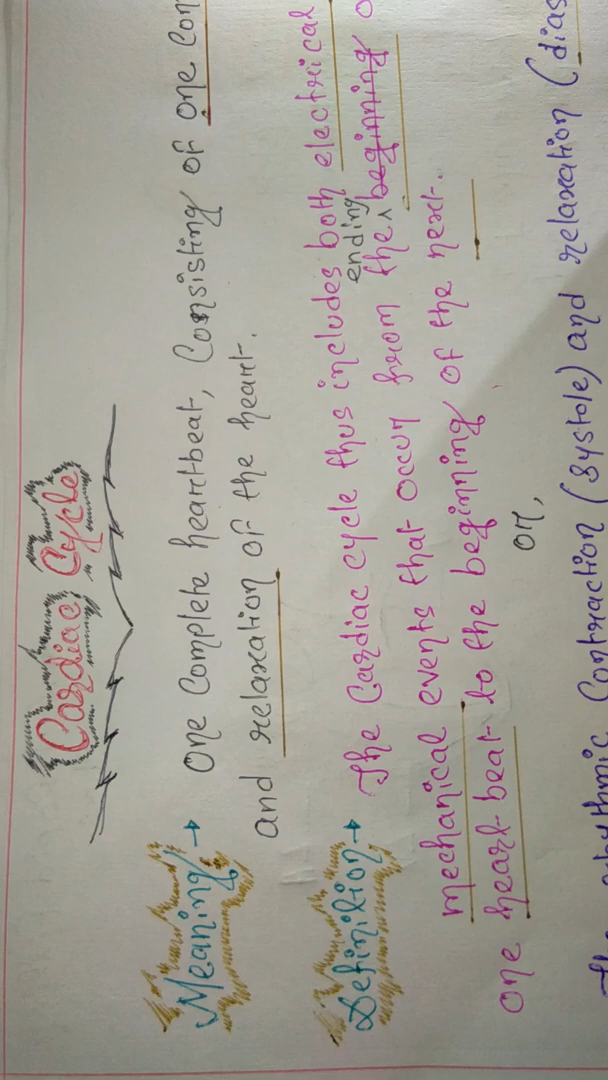 Cardiac Cycle
Meaning → One Complete heartbeat, Consisting of one con
and relaxation of the heart.
Definition → The Cardiac cycle thus includes both electrical
ending
mechanical events that occur from the beginning o
one heart-beat to the beginning of the next.
or,
rhythmic Contraction (systole) and relaxation (dias